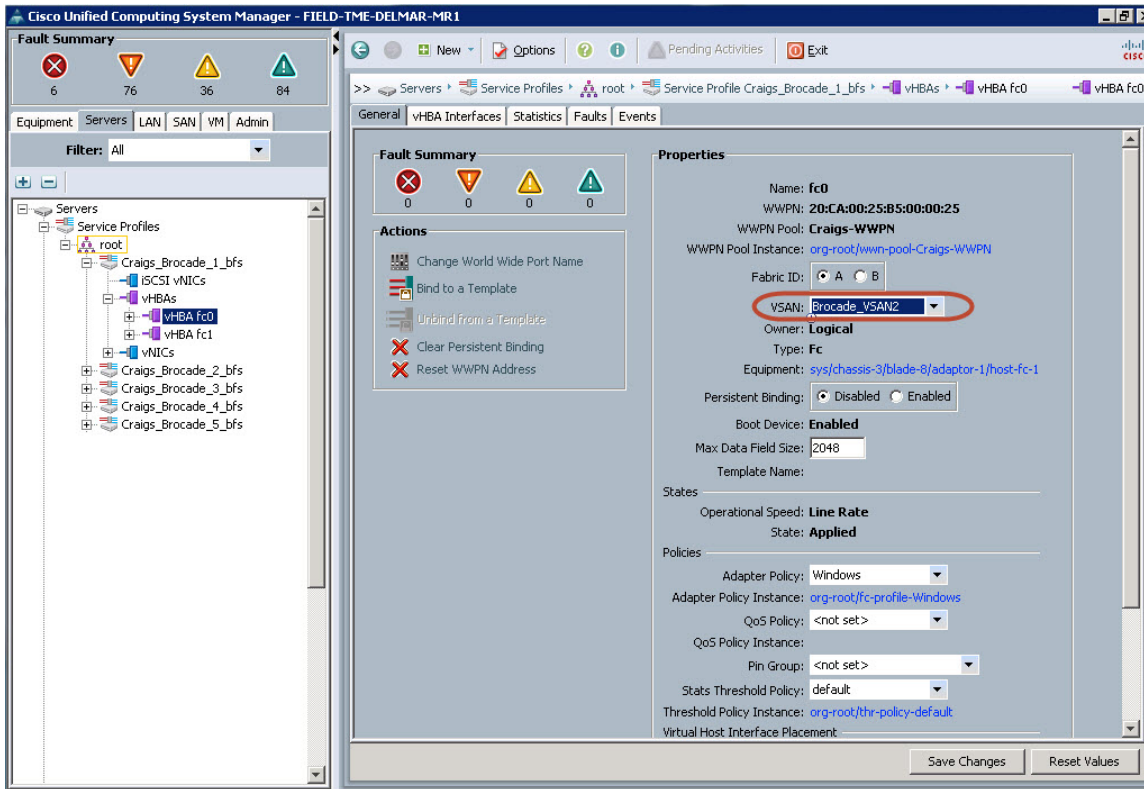 Cisco Unified Computing System Manager - FIELD-TME-DELMAR-MR1
Fault Summary
6 76 36 84
Equipment Servers LAN SAN VM Admin
Filter: All
Servers
Service Profiles
root
Craigs_Brocade_1_bfs
iSCSI vNICs
vHBAs
vHBA fc0
vHBA fc1
vNICs
Craigs_Brocade_2_bfs
Craigs_Brocade_3_bfs
Craigs_Brocade_4_bfs
Craigs_Brocade_5_bfs
New Options Pending Activities Exit
cisc
>> Servers Service Profiles root Service Profile Craigs_Brocade_1_bfs vHBAs vHBA fc0 vHBA fc0
General vHBA Interfaces Statistics Faults Events
Fault Summary
0 0 0 0
Actions
Change World Wide Port Name
Bind to a Template
Unbind from a Template
Clear Persistent Binding
Reset WWPN Address
Properties
Name: fc0
WWPN: 20:CA:00:25:B5:00:00:25
WWPN Pool: Craigs-WWPN
WWPN Pool Instance: org-root/wwn-pool-Craigs-WWPN
Fabric ID: A B
VSAN: Brocade_VSAN2
Owner: Logical
Type: Fc
Equipment: sys/chassis-3/blade-8/adaptor-1/host-fc-1
Persistent Binding: Disabled Enabled
Boot Device: Enabled
Max Data Field Size: 2048
Template Name:
States
Operational Speed: Line Rate
State: Applied
Policies
Adapter Policy: Windows
Adapter Policy Instance: org-root/fc-profile-Windows
QoS Policy: <not set>
QoS Policy Instance:
Pin Group: <not set>
Stats Threshold Policy: default
Threshold Policy Instance: org-root/thr-policy-default
Virtual Host Interface Placement
Save Changes Reset Values